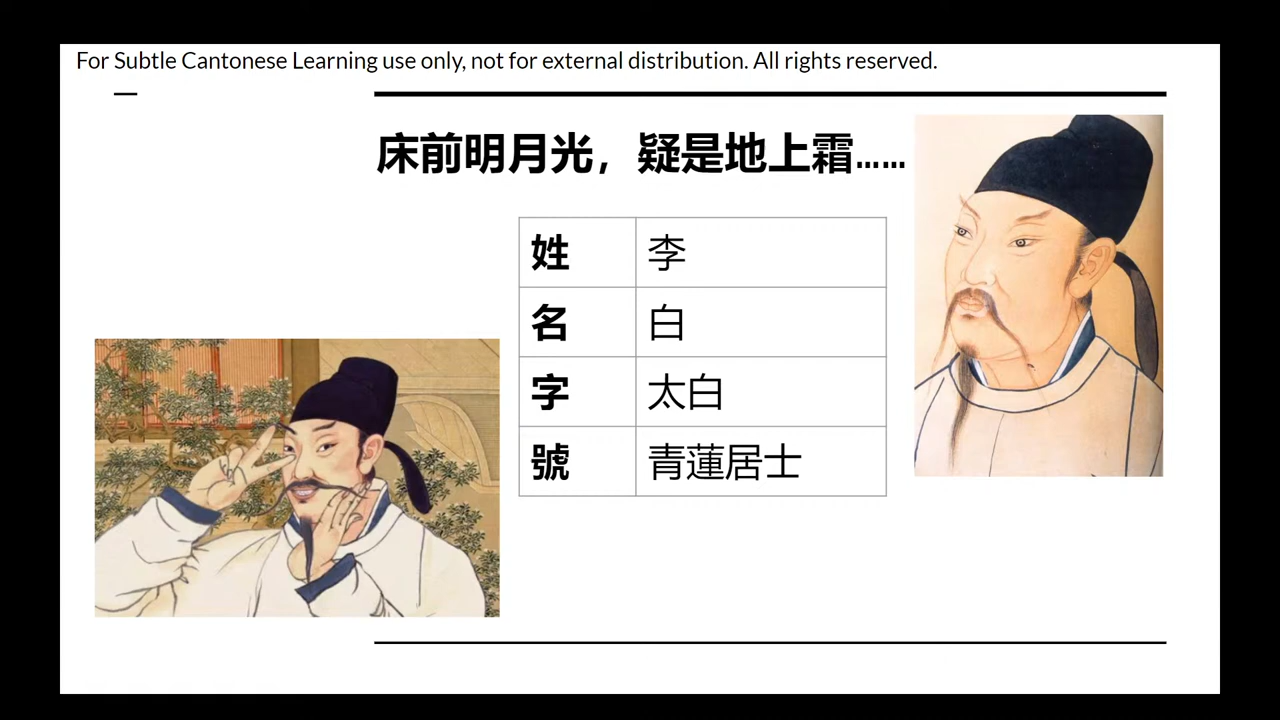 For Subtle Cantonese Learning use only, not for external distribution. All rights reserved.
床前明月光，疑是地上霜……
姓 李
名 白
字 太白
號 青蓮居士